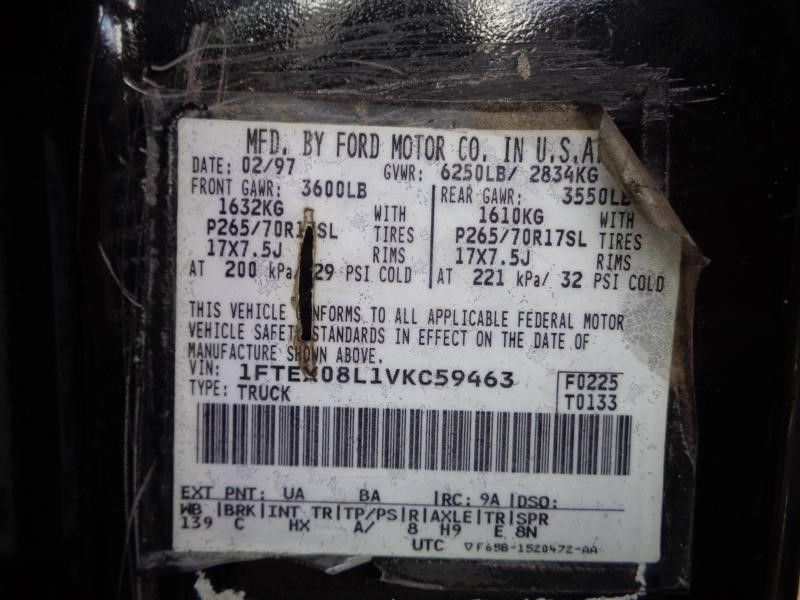 MFD. BY FORD MOTOR CO. IN U.S.A.
DATE: 02/97 GVWR: 6250LB/ 2834KG
FRONT GAWR: 3600LB REAR GAWR: 3550LB
1632KG WITH 1610KG WITH
P265/70R17SL TIRES P265/70R17SL TIRES
17X7.5J RIMS 17X7.5J RIMS
AT 200 kPa/ 29 PSI COLD AT 221 kPa/ 32 PSI COLD
THIS VEHICLE CONFORMS TO ALL APPLICABLE FEDERAL MOTOR
VEHICLE SAFETY STANDARDS IN EFFECT ON THE DATE OF
MANUFACTURE SHOWN ABOVE.
VIN: 1FTEX08L1VKC59463 F0225
TYPE: TRUCK T0133
EXT PNT: UA BA |RC: 9A |DSO:
WB |BRK|INT TR|TP/PS|R|AXLE|TR|SPR
139 C HX A/ 8 H9 E 8N
UTC ▽F65B-1520472-AA